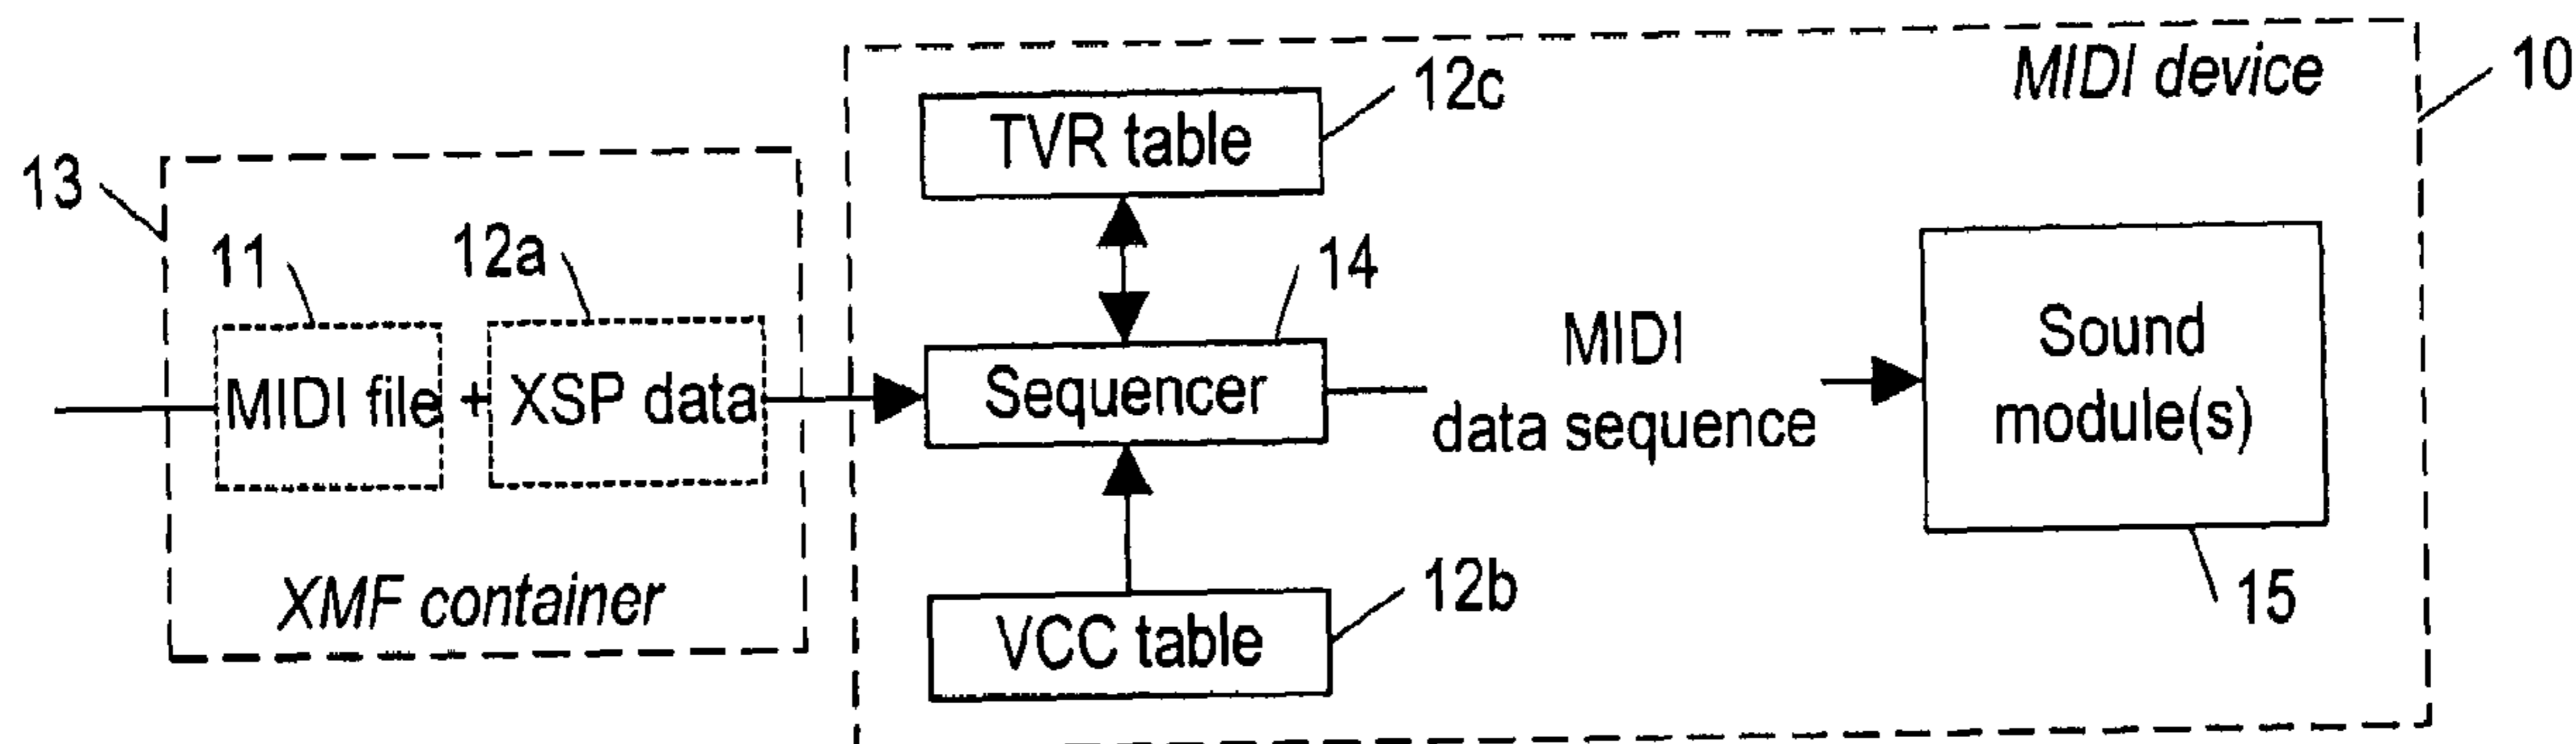 10
MIDI device
12c
TVR table
13
11
12a
14
MIDI file + XSP data
Sequencer
MIDI
data sequence
Sound
module(s)
XMF container
12b
VCC table
15